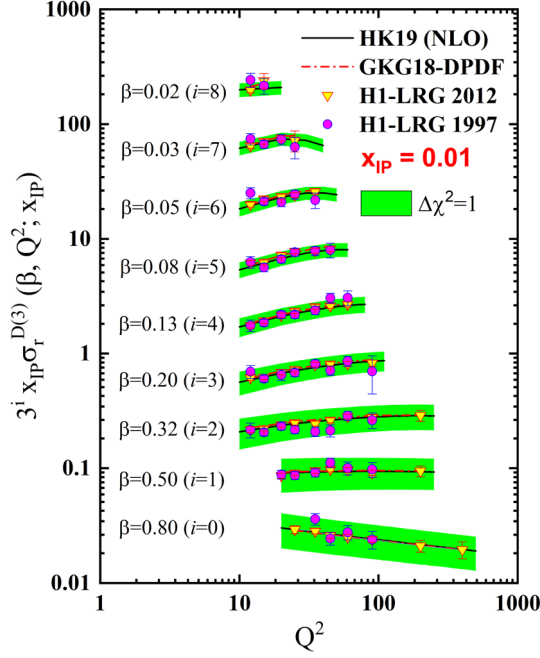 1000
HK19 (NLO)
GKG18-DPDF
H1-LRG 2012
H1-LRG 1997
x_IP = 0.01
Δχ²=1
β=0.02 (i=8)
100
β=0.03 (i=7)
β=0.05 (i=6)
10
β=0.08 (i=5)
β=0.13 (i=4)
1
β=0.20 (i=3)
β=0.32 (i=2)
0.1
β=0.50 (i=1)
β=0.80 (i=0)
0.01
3^i x_IP σ_r^D(3) (β, Q²; x_IP)
1 10 100 1000
Q²